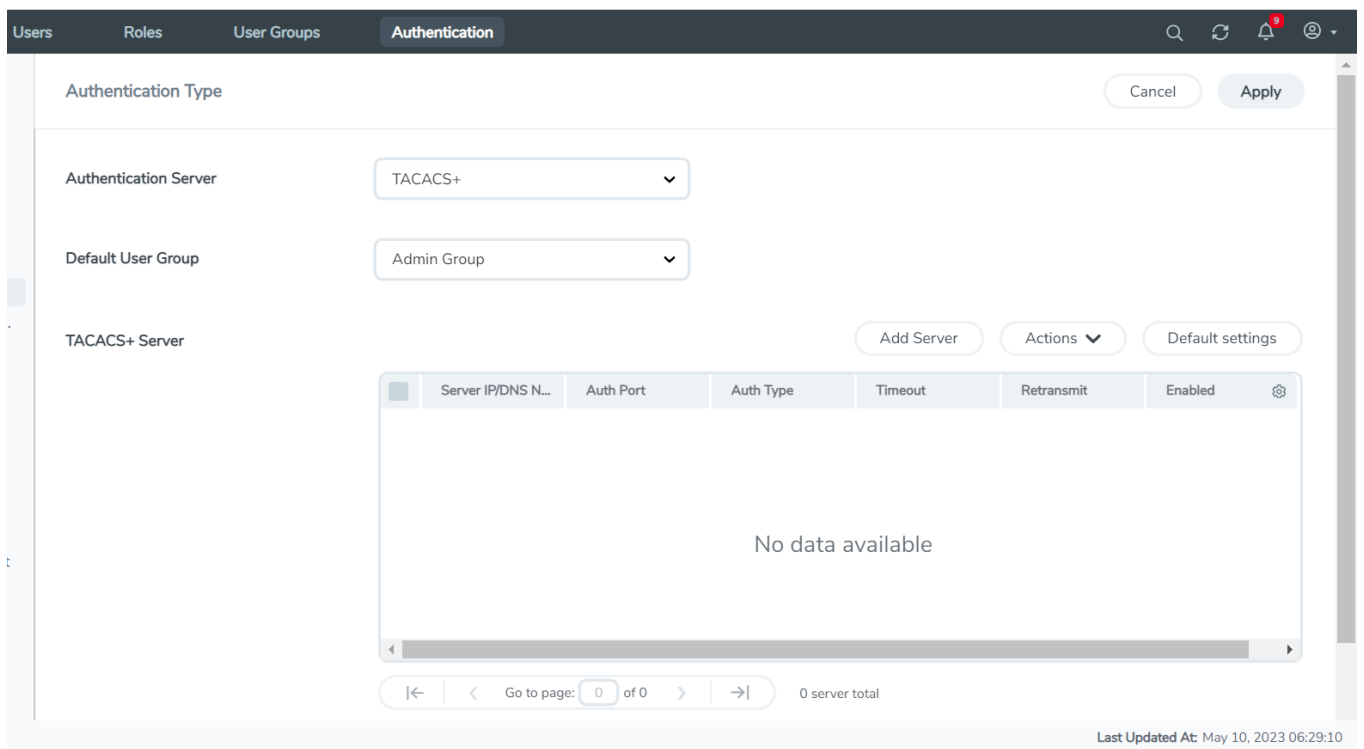 Users Roles User Groups Authentication 9
Authentication Type Cancel Apply
Authentication Server TACACS+
Default User Group Admin Group
TACACS+ Server Add Server Actions Default settings
Server IP/DNS N... Auth Port Auth Type Timeout Retransmit Enabled
No data available
t
Go to page: 0 of 0 0 server total
Last Updated At: May 10, 2023 06:29:10